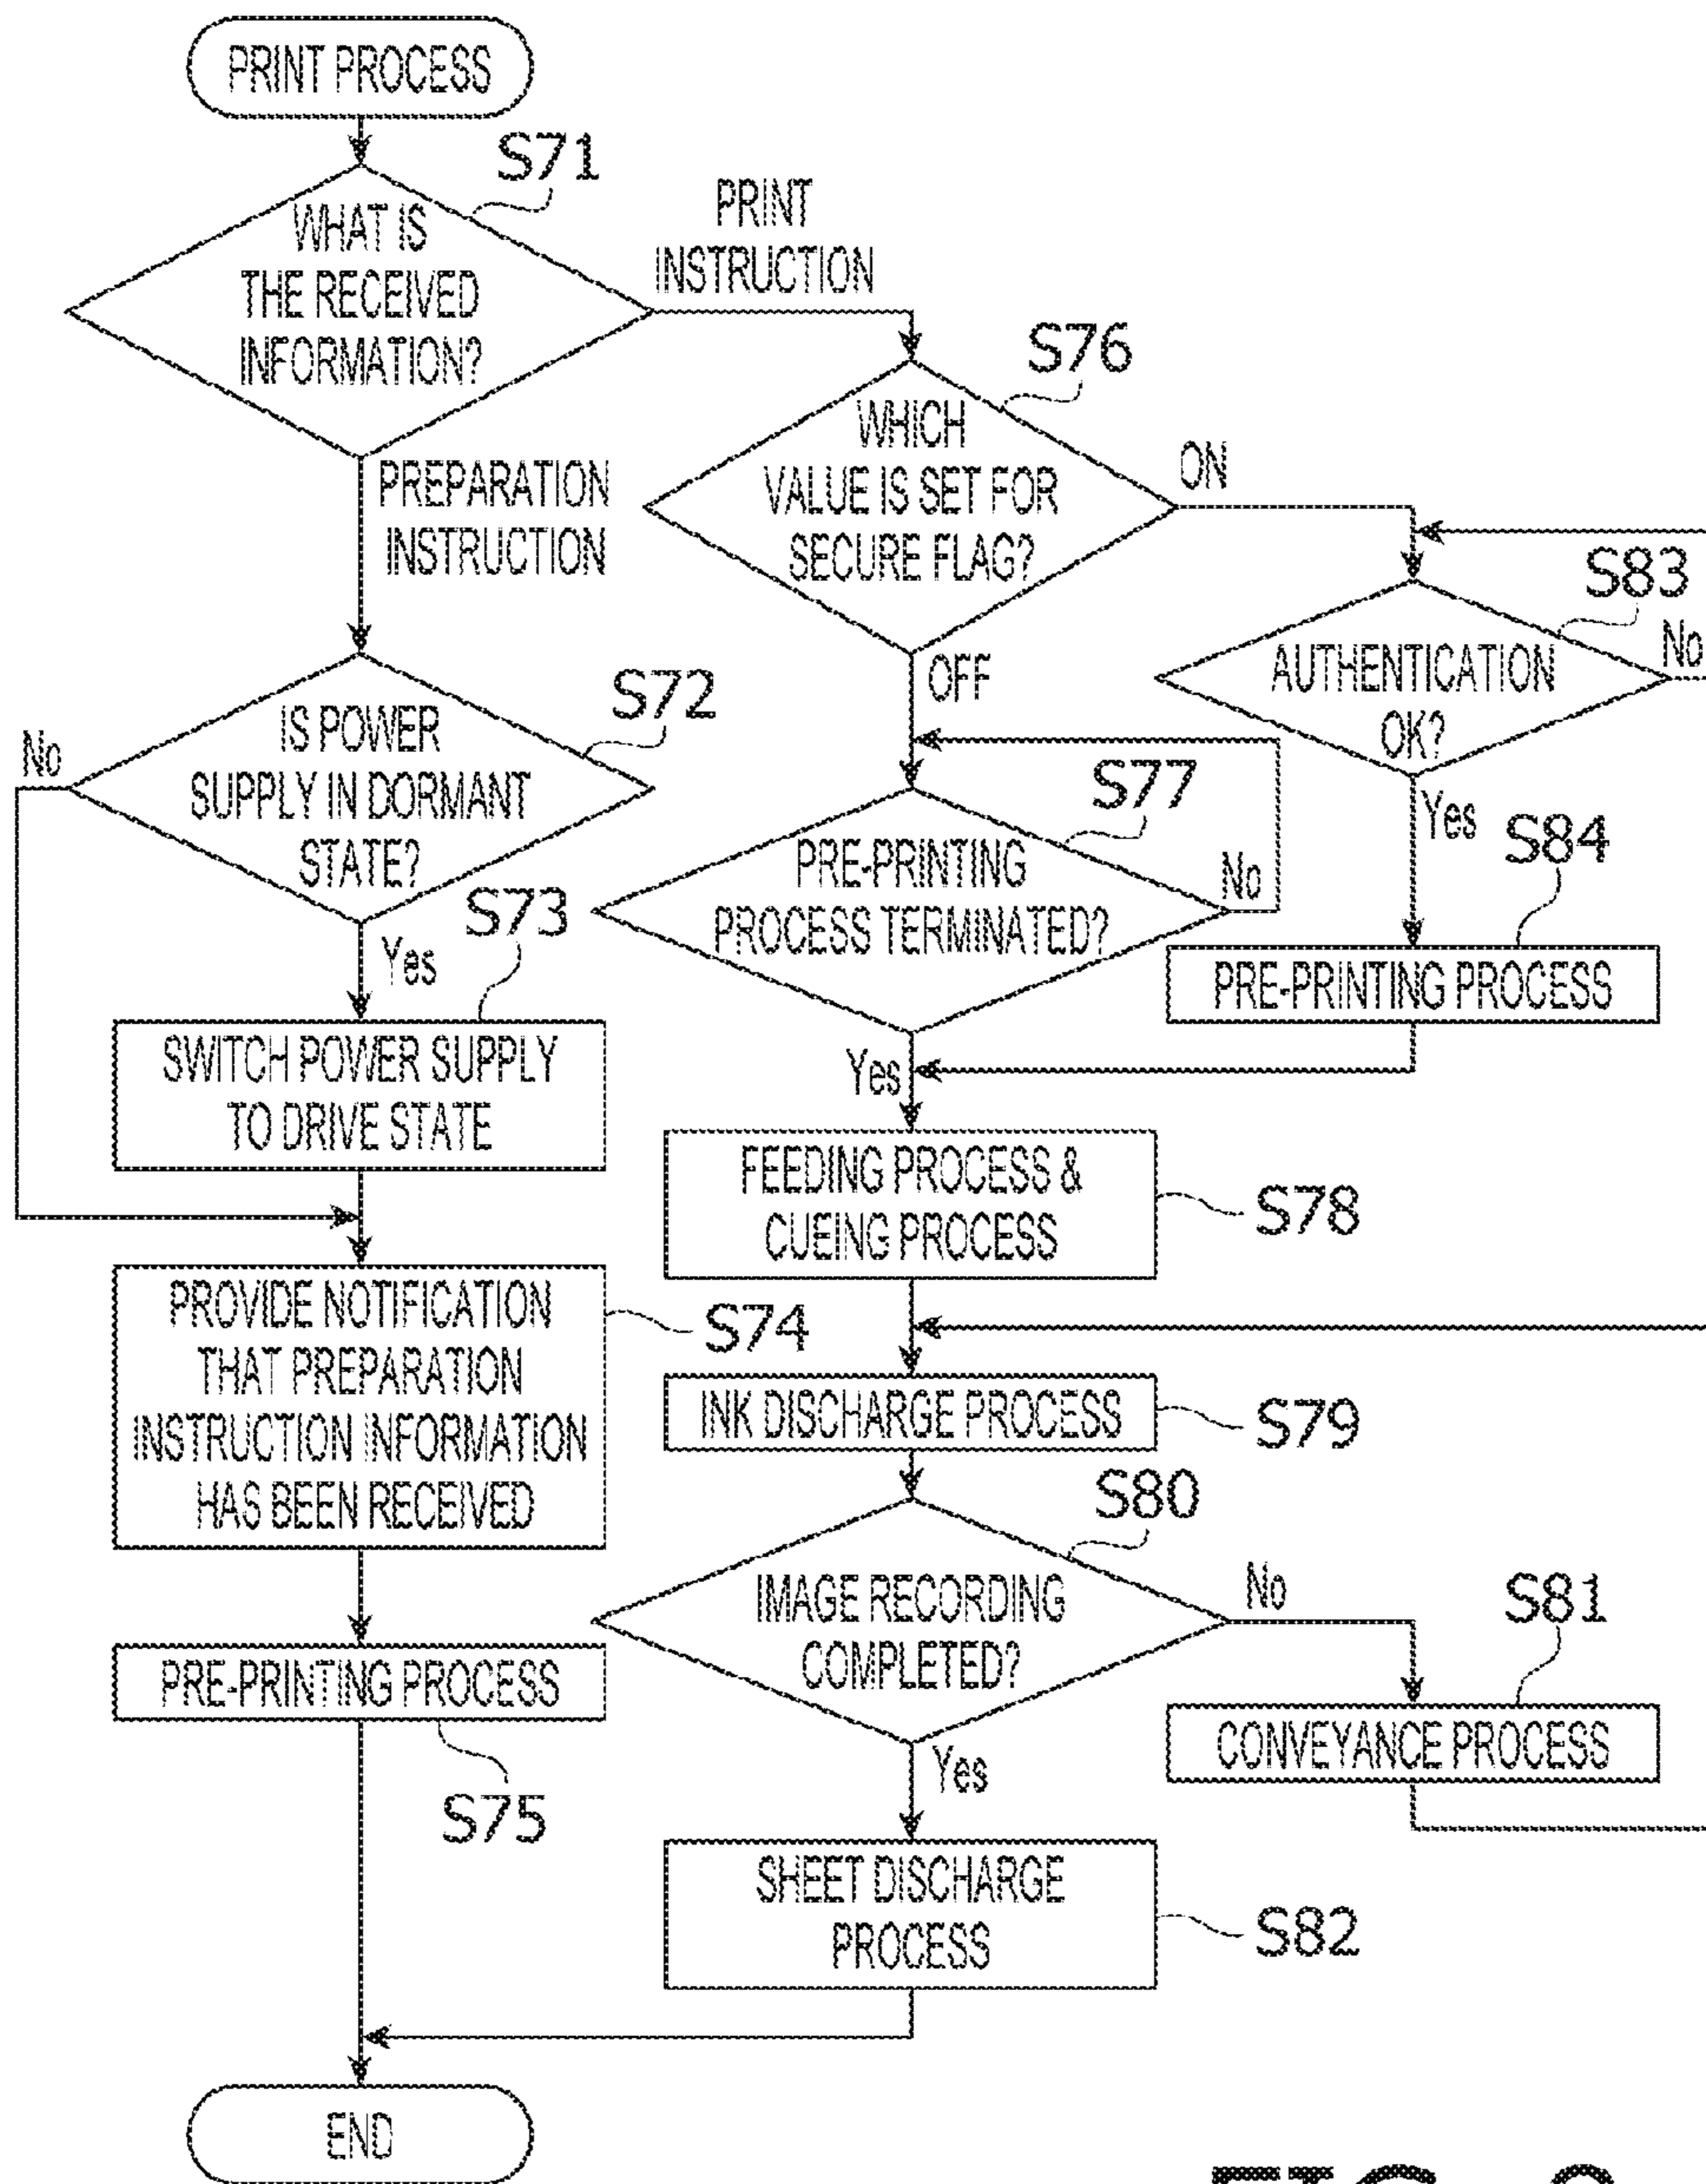 PRINT PROCESS
S71
WHAT IS
THE RECEIVED
INFORMATION?
PRINT
INSTRUCTION
PREPARATION
INSTRUCTION
S76
WHICH
VALUE IS SET FOR
SECURE FLAG?
ON
OFF
S83
AUTHENTICATION
OK?
No
Yes
S72
IS POWER
SUPPLY IN DORMANT
STATE?
No
Yes
S77
PRE-PRINTING
PROCESS TERMINATED?
No
Yes
S84
PRE-PRINTING PROCESS
S73
SWITCH POWER SUPPLY
TO DRIVE STATE
FEEDING PROCESS &
CUEING PROCESS
S78
PROVIDE NOTIFICATION
THAT PREPARATION
INSTRUCTION INFORMATION
HAS BEEN RECEIVED
S74
INK DISCHARGE PROCESS
S79
S80
IMAGE RECORDING
COMPLETED?
No
Yes
S81
CONVEYANCE PROCESS
PRE-PRINTING PROCESS
S75
SHEET DISCHARGE
PROCESS
S82
END